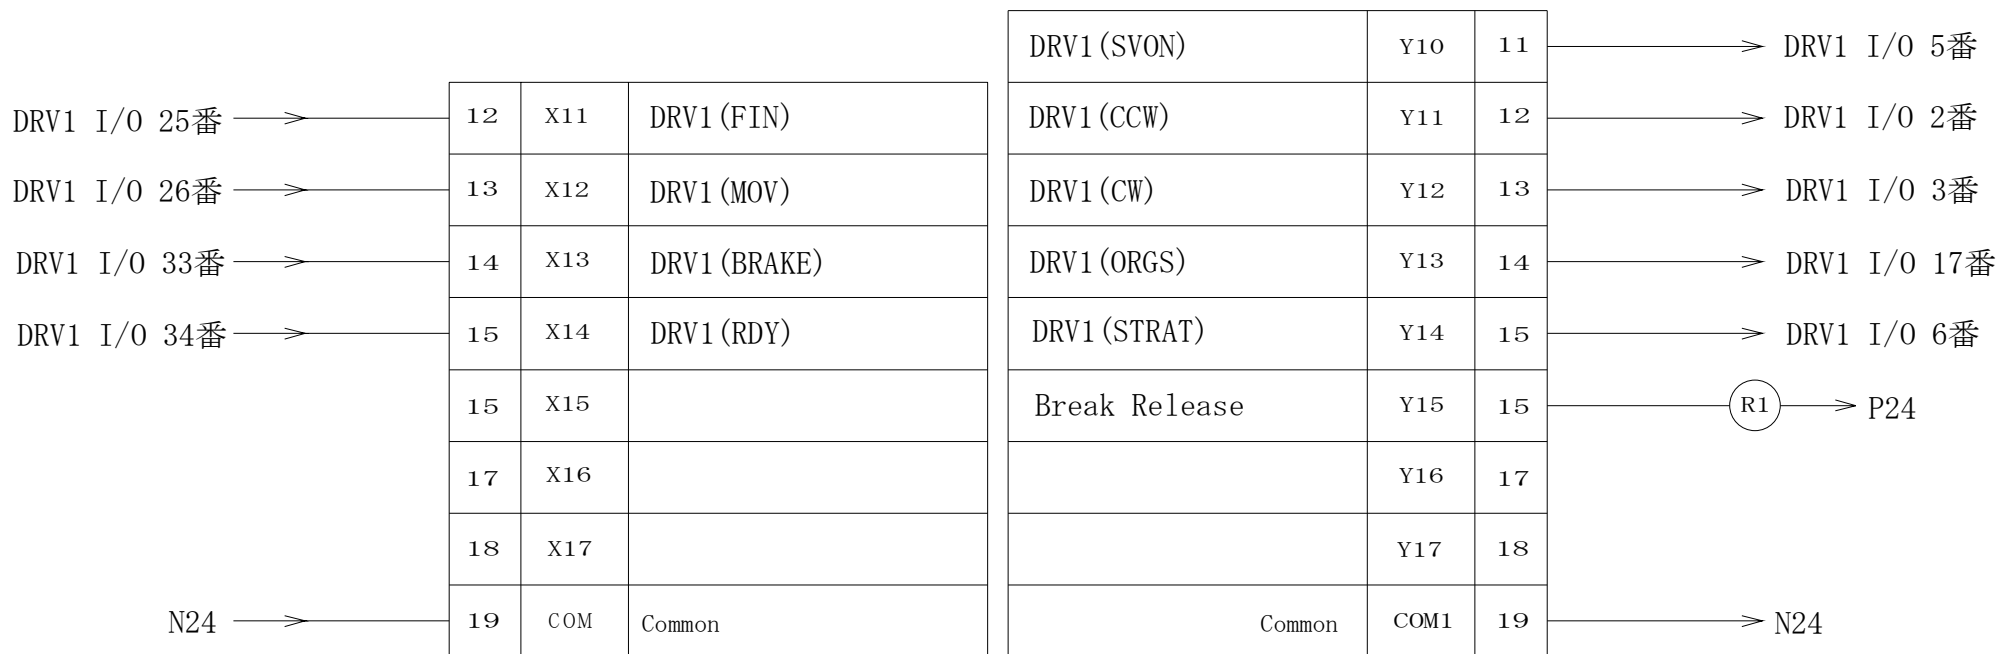 DRV1(SVON) Y10 11 DRV1 I/O 5番
DRV1 I/O 25番 12 X11 DRV1(FIN) DRV1(CCW) Y11 12 DRV1 I/O 2番
DRV1 I/O 26番 13 X12 DRV1(MOV) DRV1(CW) Y12 13 DRV1 I/O 3番
DRV1 I/O 33番 14 X13 DRV1(BRAKE) DRV1(ORGS) Y13 14 DRV1 I/O 17番
DRV1 I/O 34番 15 X14 DRV1(RDY) DRV1(STRAT) Y14 15 DRV1 I/O 6番
15 X15 Break Release Y15 15 R1 P24
17 X16 Y16 17
18 X17 Y17 18
N24 19 COM Common Common COM1 19 N24